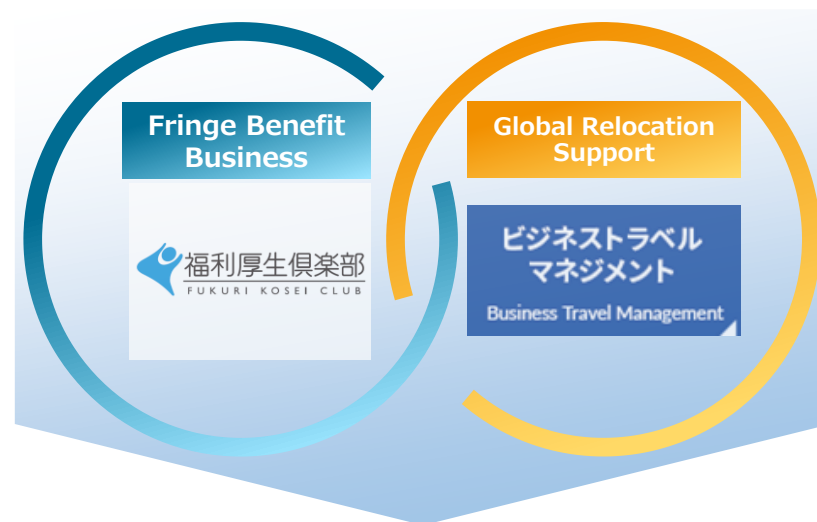 Fringe Benefit
Business
福利厚生倶楽部
FUKURI KOSEI CLUB
Global Relocation
Support
ビジネストラベル
マネジメント
Business Travel Management